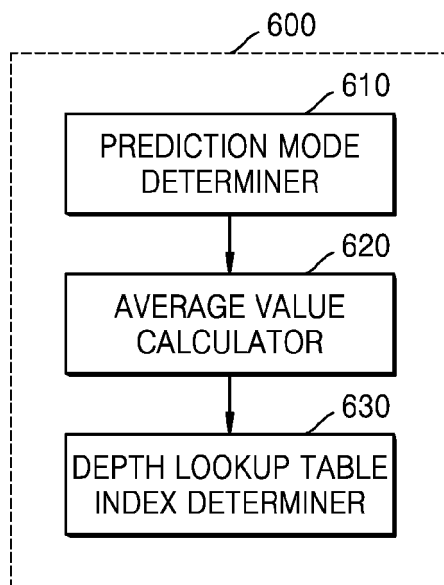 600
610
PREDICTION MODE
DETERMINER
620
AVERAGE VALUE
CALCULATOR
630
DEPTH LOOKUP TABLE
INDEX DETERMINER